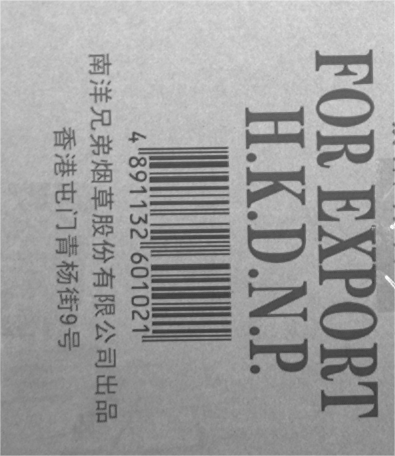 FOR EXPORT
H.K.D.N.P.
4 891132 601021
南洋兄弟烟草股份有限公司出品
香港屯门青杨街9号